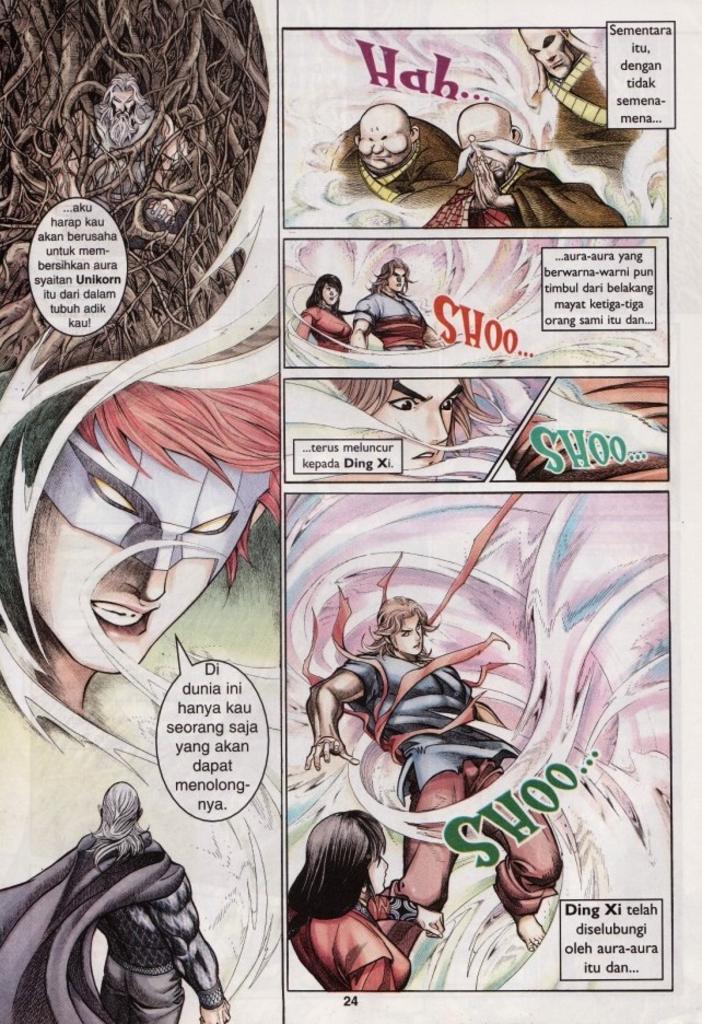 ...aku
harap kau
akan berusaha
untuk mem-
bersihkan aura
syaitan Unikorn
itu dari dalam
tubuh adik
kau!
Di
dunia ini
hanya kau
seorang saja
yang akan
dapat
menolong-
nya.
Hah...
Sementara
itu,
dengan
tidak
semena-
mena...
...aura-aura yang
berwarna-warni pun
timbul dari belakang
mayat ketiga-tiga
orang sami itu dan...
SHOO...
...terus meluncur
kepada Ding Xi.
SHOO...
SHOO...
Ding Xi telah
diselubungi
oleh aura-aura
itu dan...
24